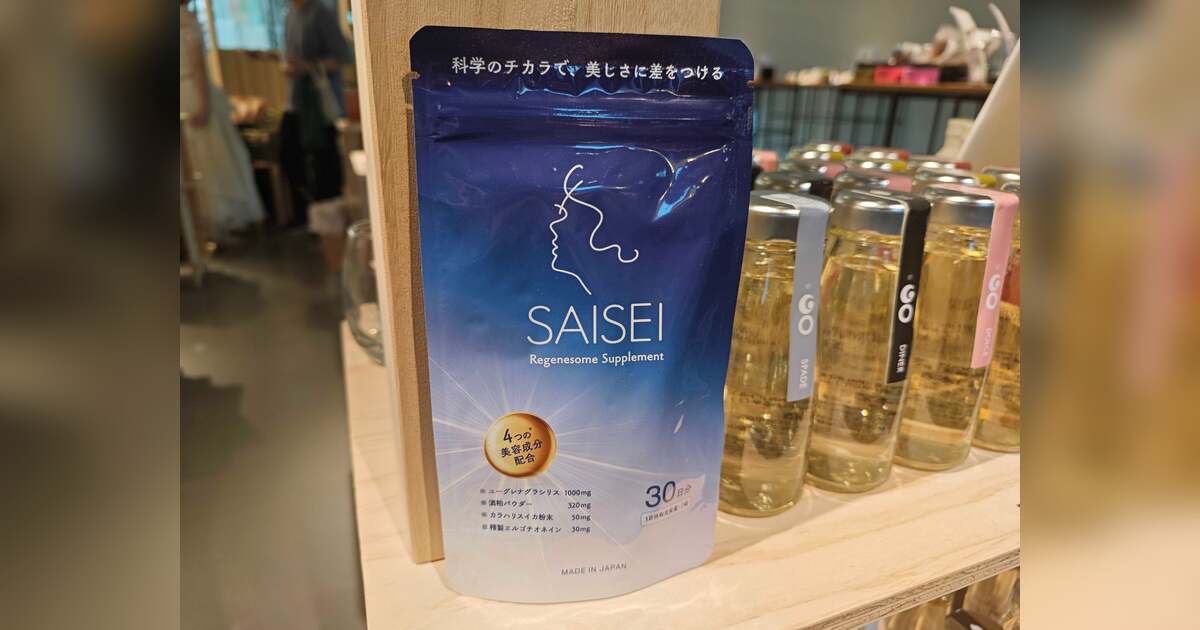 科学のチカラで、美しさに差をつける
SAISEI
Regenesome Supplement
4つの
美容成分
配合
※ ユーグレナグラシリス 1000mg
※ 酒粕パウダー 320mg
※ カラハリスイカ粉末 50mg
※ 精製エルゴチオネイン 30mg
30日分
MADE IN JAPAN
GO SPADE
GO DINER
GO DOLCE